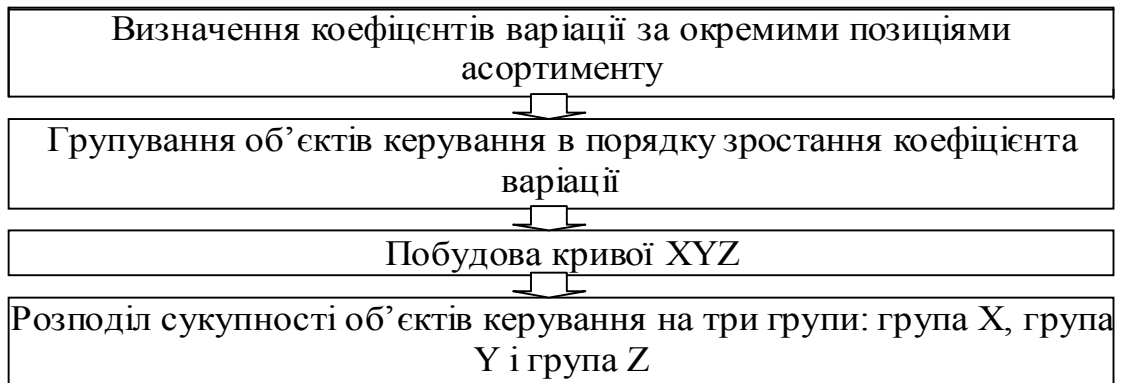 Визначення коефіцєнтів варіації за окремими позиціями
асортименту
Групування об’єктів керування в порядку зростання коефіцієнта
варіації
Побудова кривої XYZ
Розподіл сукупності об’єктів керування на три групи: група X, група
Y і група Z